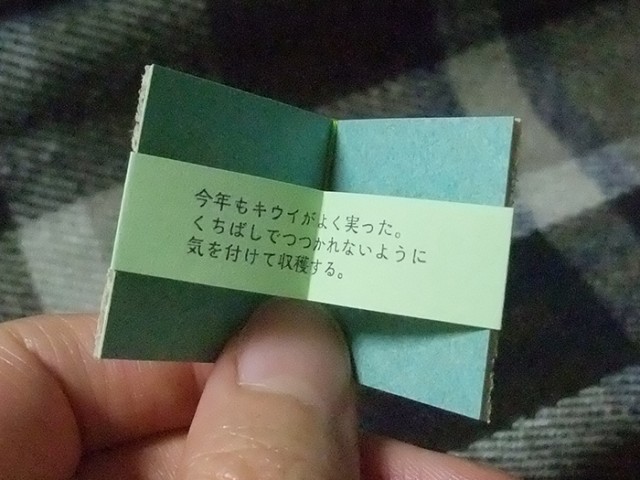 今年もキウイがよく実った。
くちばしでつつかれないように
気を付けて収穫する。